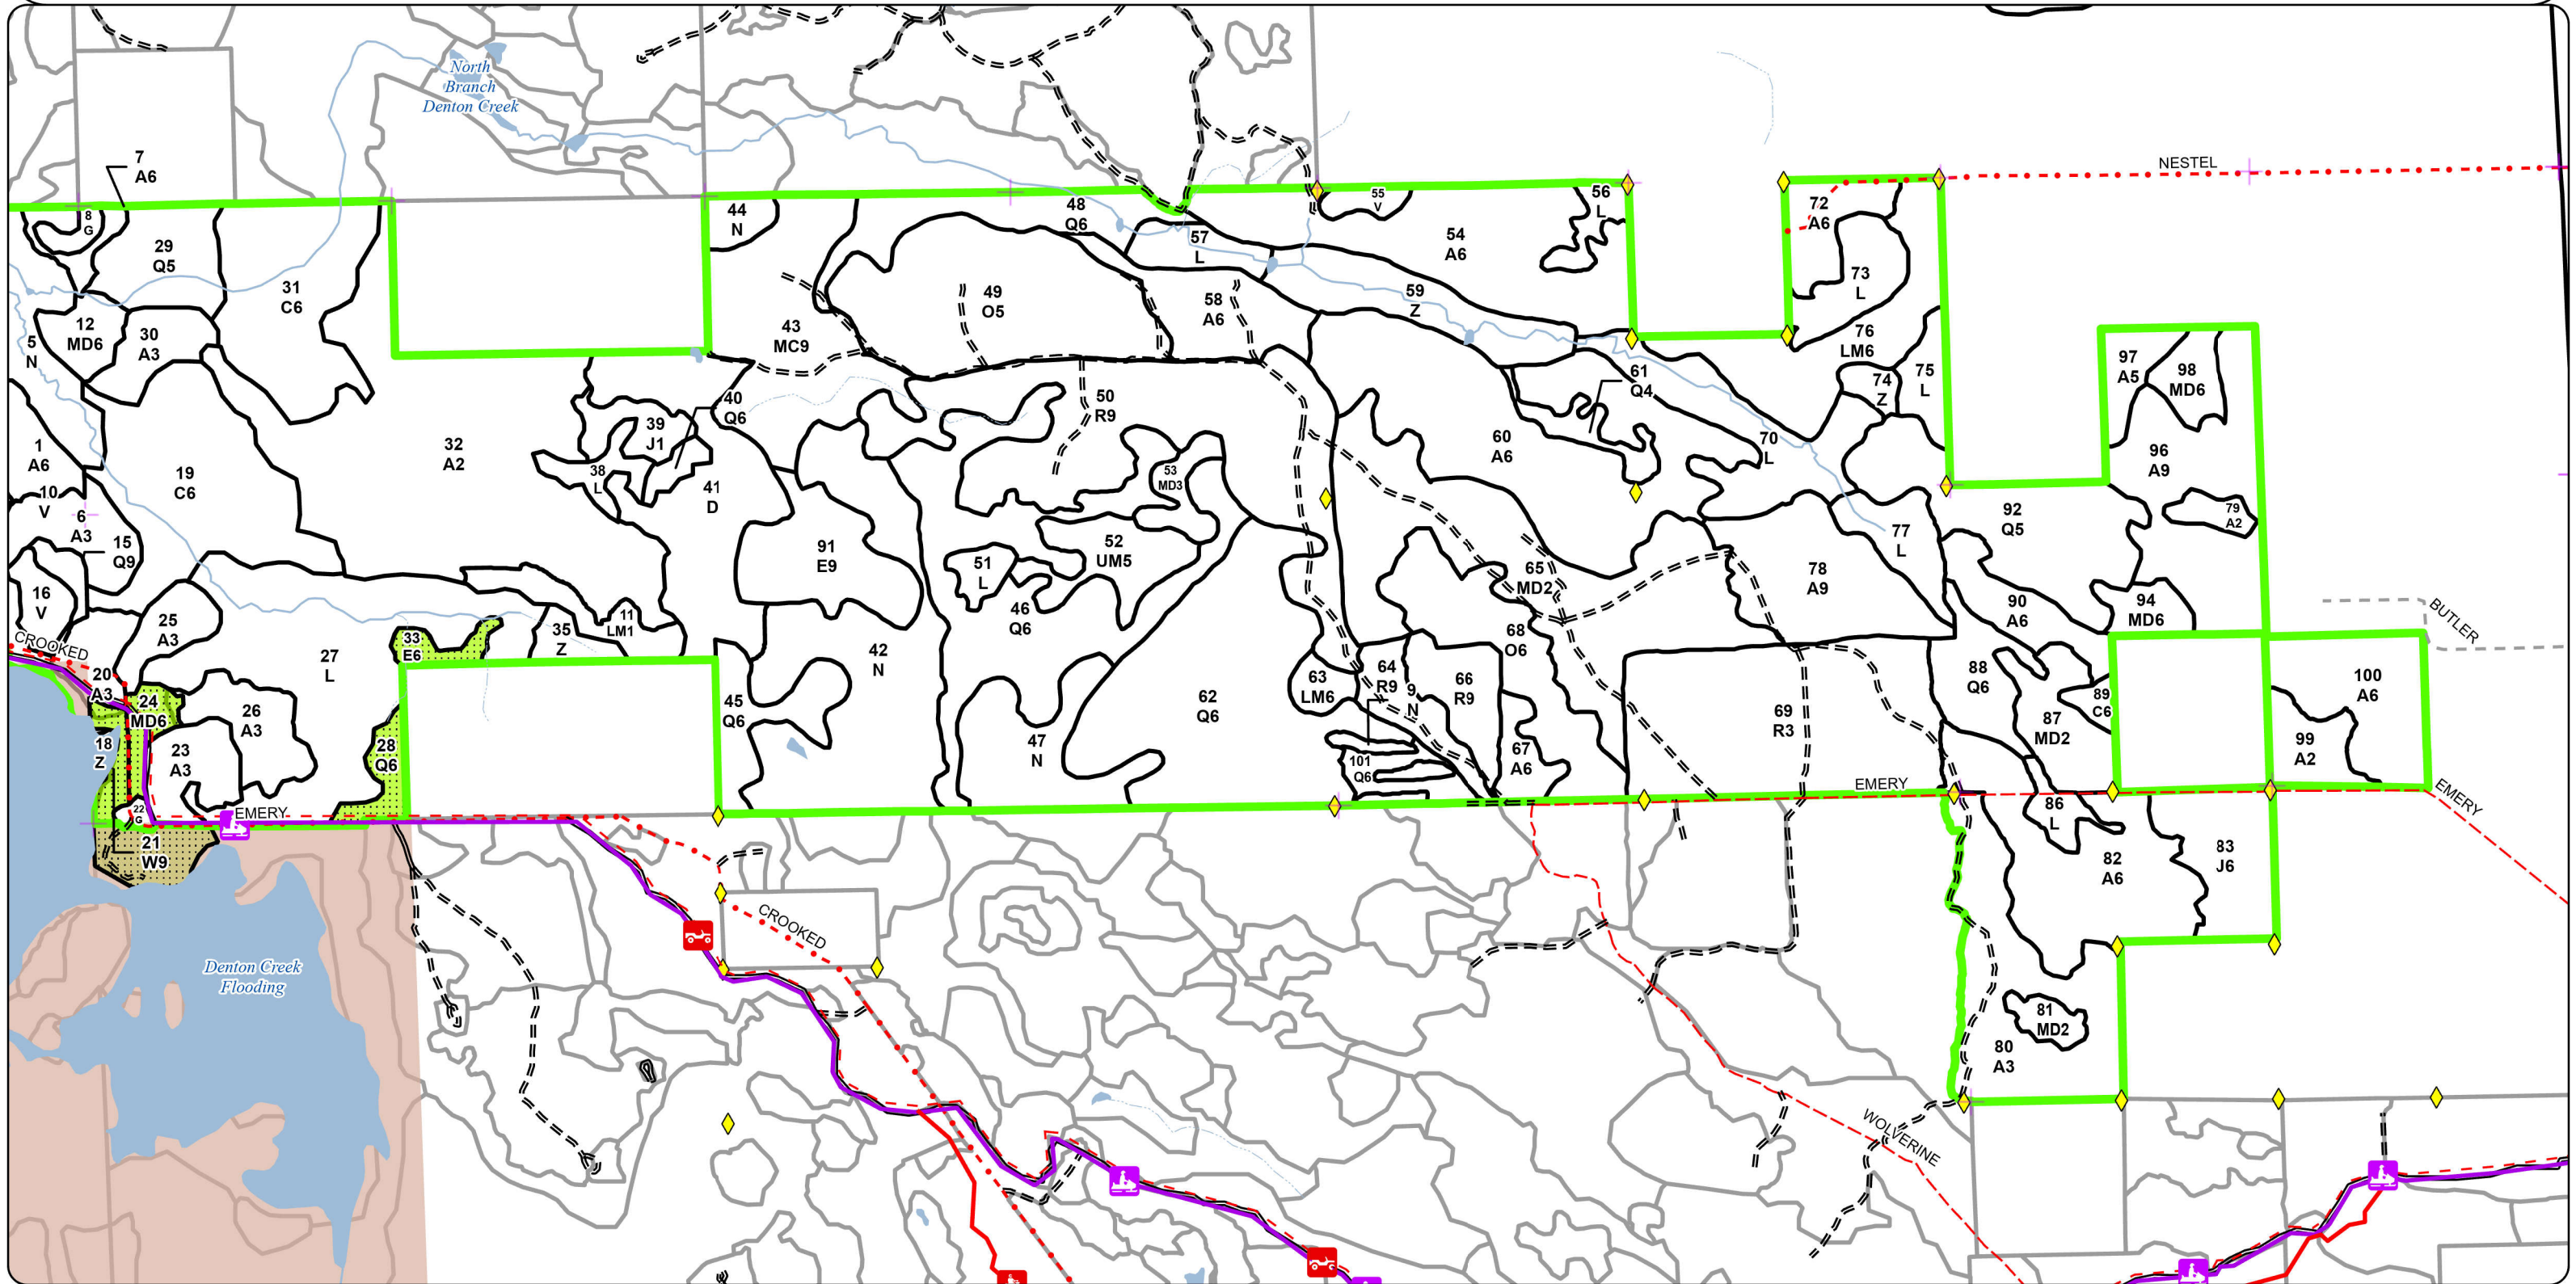 North
Branch
Denton Creek
NESTEL
7
A6
8
G
29
Q5
31
C6
44
N
48
Q6
57
L
55
V
54
A6
56
L
72
A6
73
L
12
MD6
30
A3
5
N
43
MC9
49
O5
58
A6
59
Z
76
LM6
74
Z
75
L
97
A5
98
MD6
61
Q4
40
Q6
39
J1
50
R9
1
A6
19
C6
32
A2
38
L
41
D
53
MD3
60
A6
70
L
96
A9
79
A2
10
V
6
A3
15
Q9
91
E9
51
L
52
UM5
92
Q5
77
L
78
A9
65
MD2
16
V
25
A3
46
Q6
90
A6
94
MD6
BUTLER
CROOKED
33
E6
35
Z
11
LM1
27
L
42
N
68
O6
20
A3
24
MD6
26
A3
45
Q6
62
Q6
63
LM6
64
R9
9
N
66
R9
88
Q6
89
C6
100
A6
18
Z
23
A3
28
Q6
47
N
101
Q6
67
A6
69
R3
87
MD2
99
A2
EMERY
EMERY
EMERY
22
G
21
W9
86
L
82
A6
83
J6
CROOKED
Denton Creek
Flooding
81
MD2
80
A3
WOLVERINE